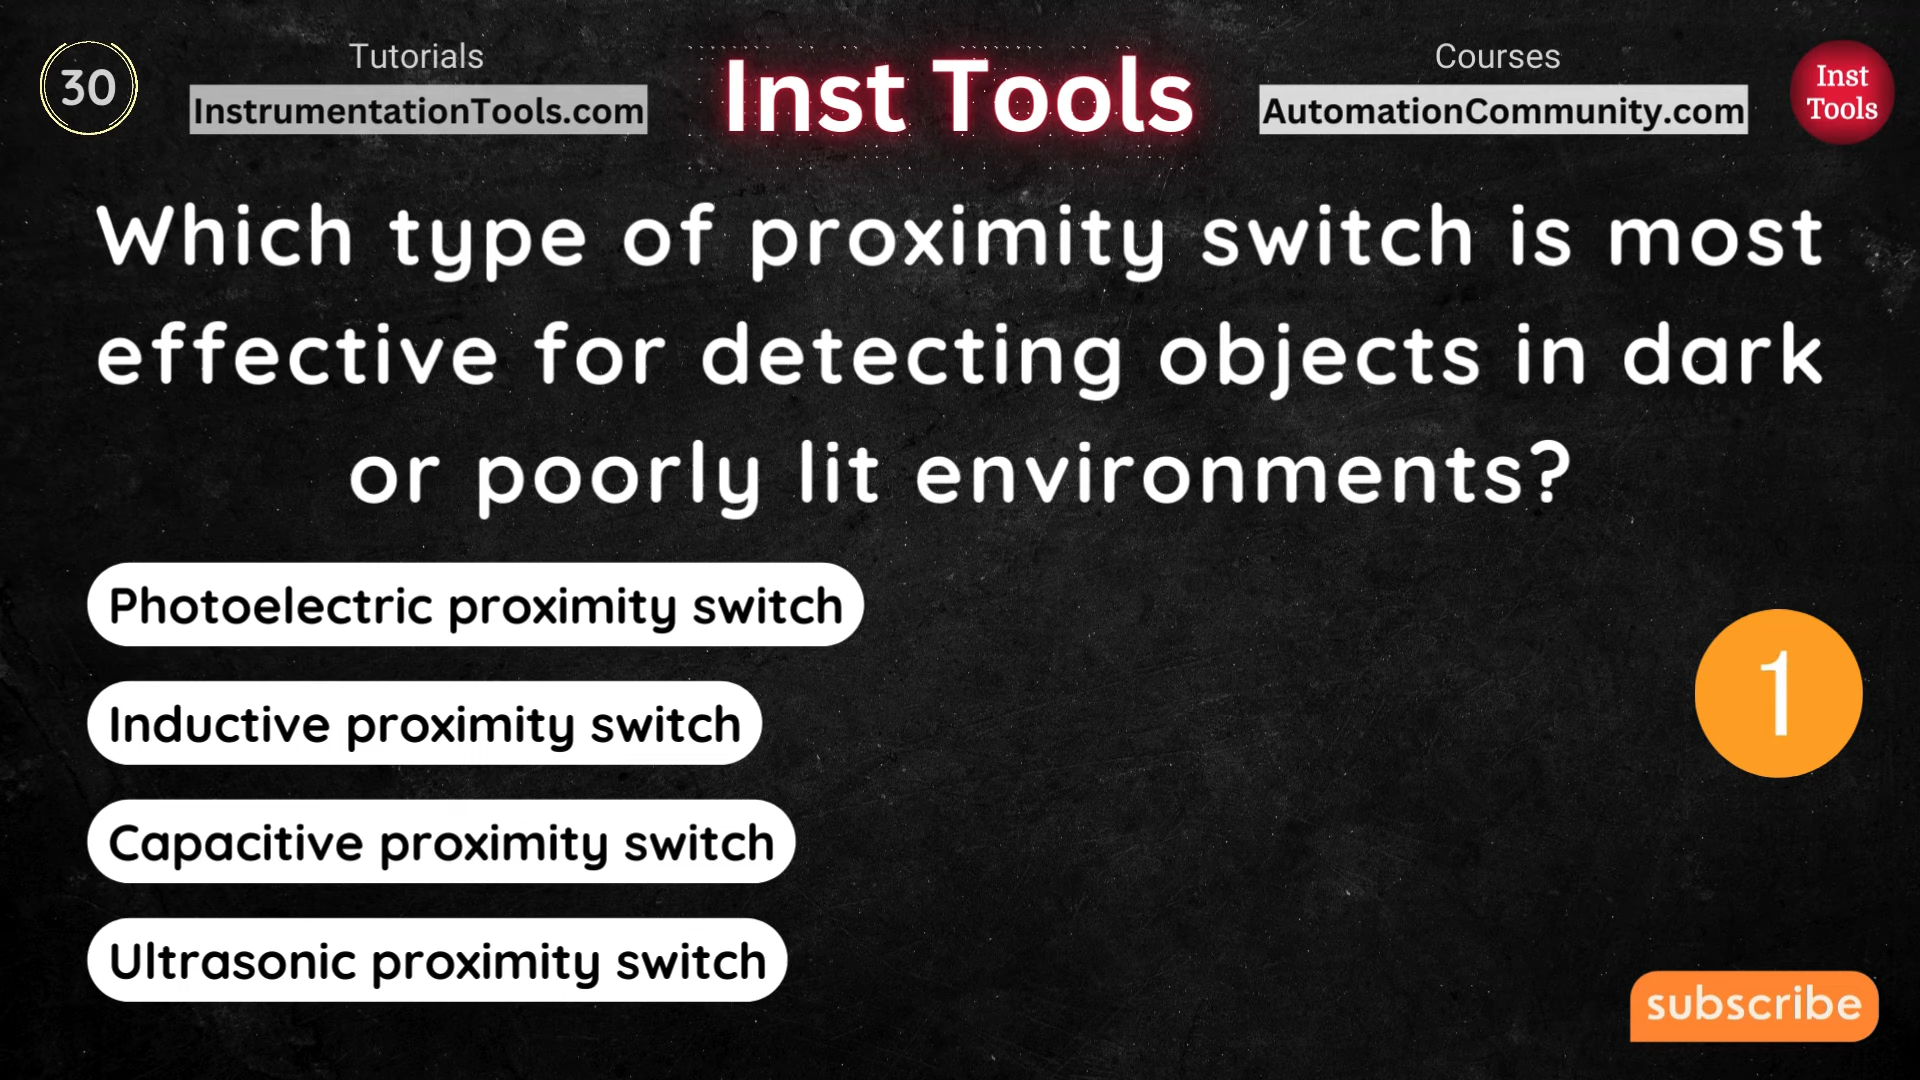 30
Tutorials
InstrumentationTools.com
Inst Tools
Courses
AutomationCommunity.com
Inst
Tools
Which type of proximity switch is most
effective for detecting objects in dark
or poorly lit environments?
Photoelectric proximity switch
Inductive proximity switch
Capacitive proximity switch
Ultrasonic proximity switch
1
subscribe